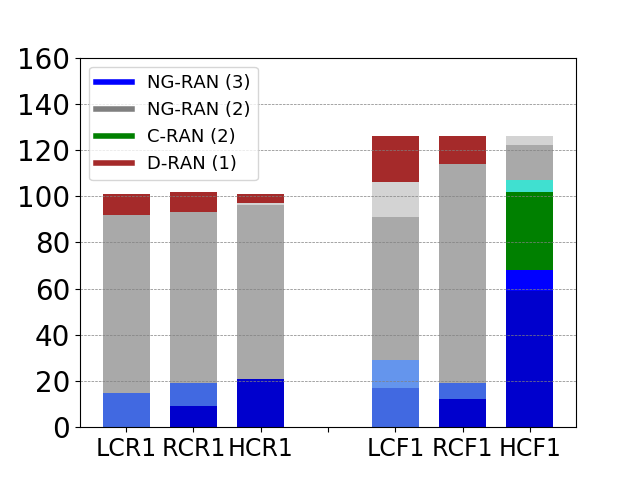 160
140
120
100
80
60
40
20
0
NG-RAN (3)
NG-RAN (2)
C-RAN (2)
D-RAN (1)
LCR1 RCR1 HCR1 LCF1 RCF1 HCF1